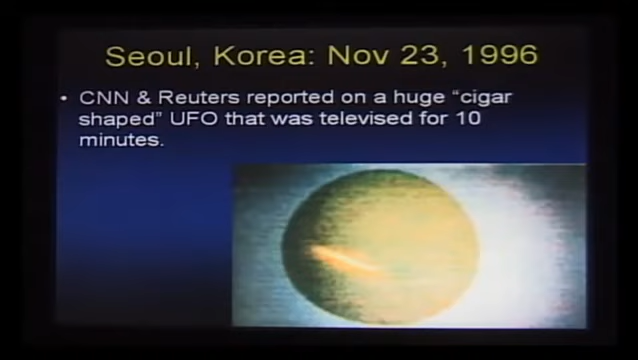 Seoul, Korea: Nov 23, 1996
• CNN & Reuters reported on a huge “cigar
shaped” UFO that was televised for 10
minutes.